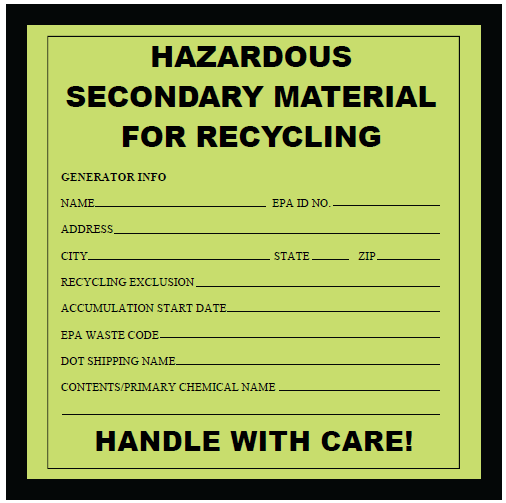 HAZARDOUS
SECONDARY MATERIAL
FOR RECYCLING
GENERATOR INFO
NAME EPA ID NO.
ADDRESS
CITY STATE ZIP
RECYCLING EXCLUSION
ACCUMULATION START DATE
EPA WASTE CODE
DOT SHIPPING NAME
CONTENTS/PRIMARY CHEMICAL NAME
HANDLE WITH CARE!